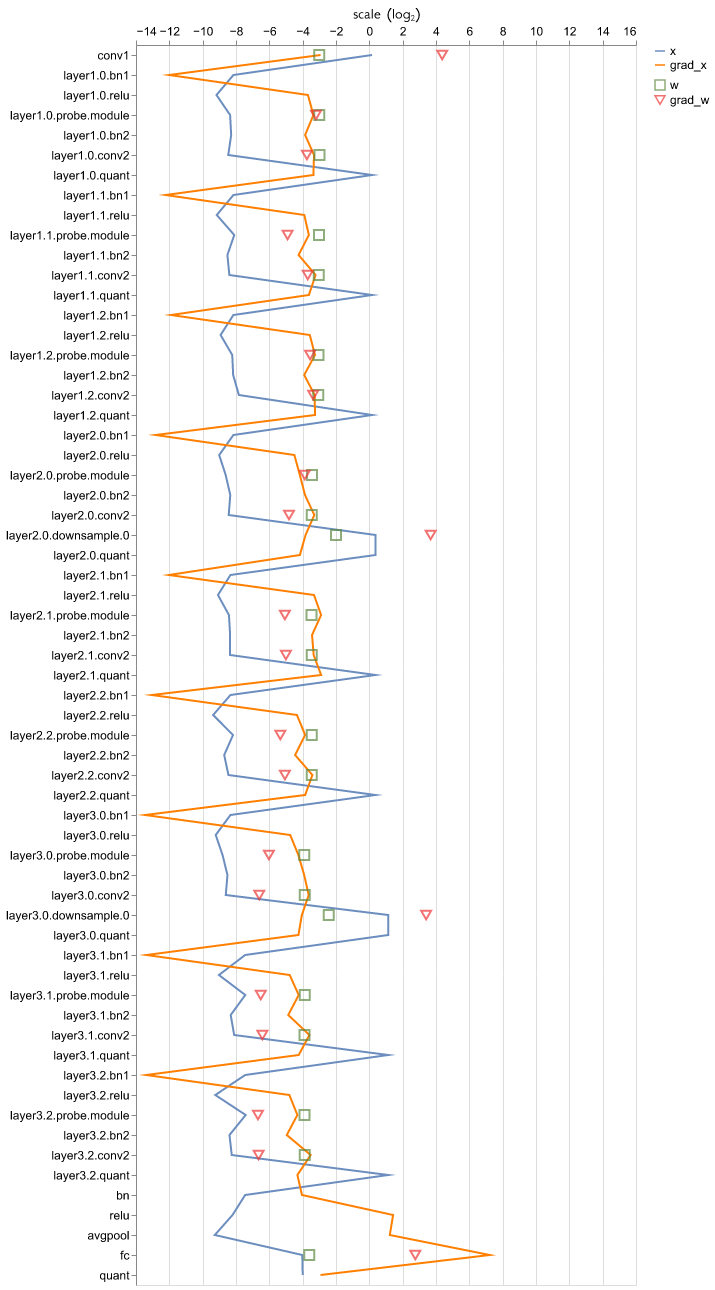 scale (log₂)
−14 −12 −10 −8 −6 −4 −2 0 2 4 6 8 10 12 14 16
x
grad_x
w
grad_w
conv1
layer1.0.bn1
layer1.0.relu
layer1.0.probe.module
layer1.0.bn2
layer1.0.conv2
layer1.0.quant
layer1.1.bn1
layer1.1.relu
layer1.1.probe.module
layer1.1.bn2
layer1.1.conv2
layer1.1.quant
layer1.2.bn1
layer1.2.relu
layer1.2.probe.module
layer1.2.bn2
layer1.2.conv2
layer1.2.quant
layer2.0.bn1
layer2.0.relu
layer2.0.probe.module
layer2.0.bn2
layer2.0.conv2
layer2.0.downsample.0
layer2.0.quant
layer2.1.bn1
layer2.1.relu
layer2.1.probe.module
layer2.1.bn2
layer2.1.conv2
layer2.1.quant
layer2.2.bn1
layer2.2.relu
layer2.2.probe.module
layer2.2.bn2
layer2.2.conv2
layer2.2.quant
layer3.0.bn1
layer3.0.relu
layer3.0.probe.module
layer3.0.bn2
layer3.0.conv2
layer3.0.downsample.0
layer3.0.quant
layer3.1.bn1
layer3.1.relu
layer3.1.probe.module
layer3.1.bn2
layer3.1.conv2
layer3.1.quant
layer3.2.bn1
layer3.2.relu
layer3.2.probe.module
layer3.2.bn2
layer3.2.conv2
layer3.2.quant
bn
relu
avgpool
fc
quant